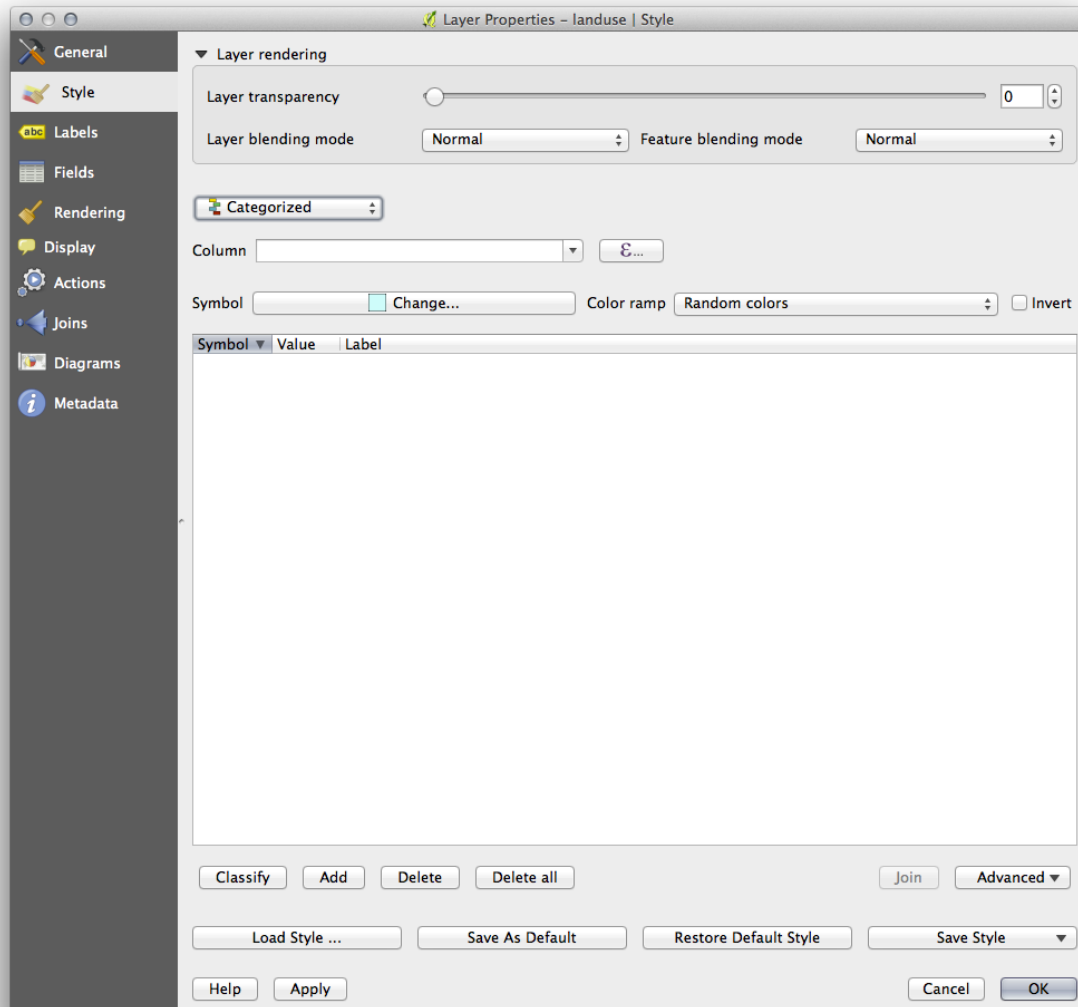 Layer Properties – landuse | Style
General
Style
abc Labels
Fields
Rendering
Display
Actions
Joins
Diagrams
i Metadata
Layer rendering
Layer transparency 0
Layer blending mode Normal Feature blending mode Normal
Categorized
Column ε...
Symbol Change... Color ramp Random colors Invert
Symbol Value Label
Classify Add Delete Delete all Join Advanced
Load Style ... Save As Default Restore Default Style Save Style
Help Apply Cancel OK